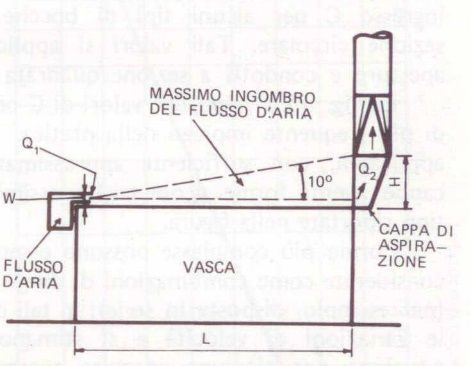 MASSIMO INGOMBRO
DEL FLUSSO D'ARIA
Q₁
W
10°
Q₂
H
FLUSSO
D'ARIA
VASCA
CAPPA DI
ASPIRA-
ZIONE
L